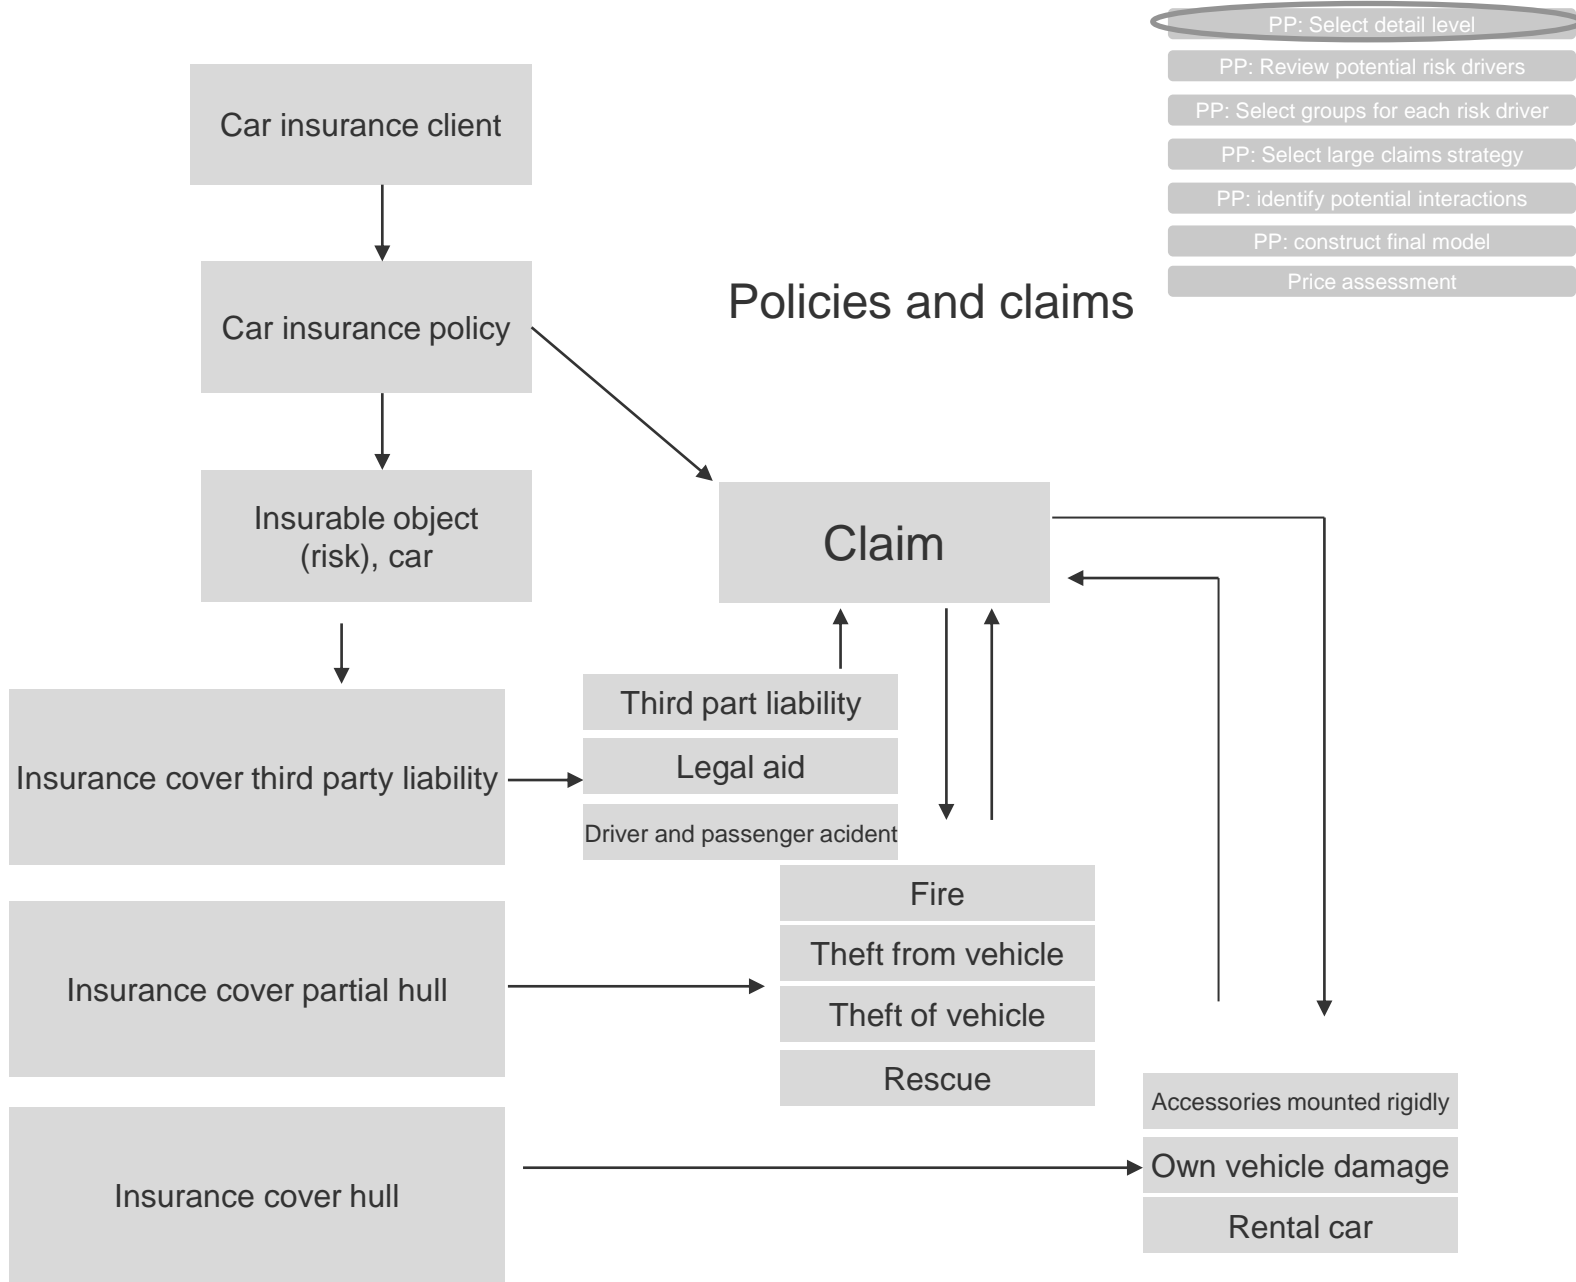 PP: Select detail level
PP: Review potential risk drivers
PP: Select groups for each risk driver
PP: Select large claims strategy
PP: identify potential interactions
PP: construct final model
Price assessment
Car insurance client
Policies and claims
Car insurance policy
Insurable object
(risk), car
Claim
Insurance cover third party liability
Third part liability
Legal aid
Driver and passenger acident
Insurance cover partial hull
Fire
Theft from vehicle
Theft of vehicle
Rescue
Insurance cover hull
Accessories mounted rigidly
Own vehicle damage
Rental car